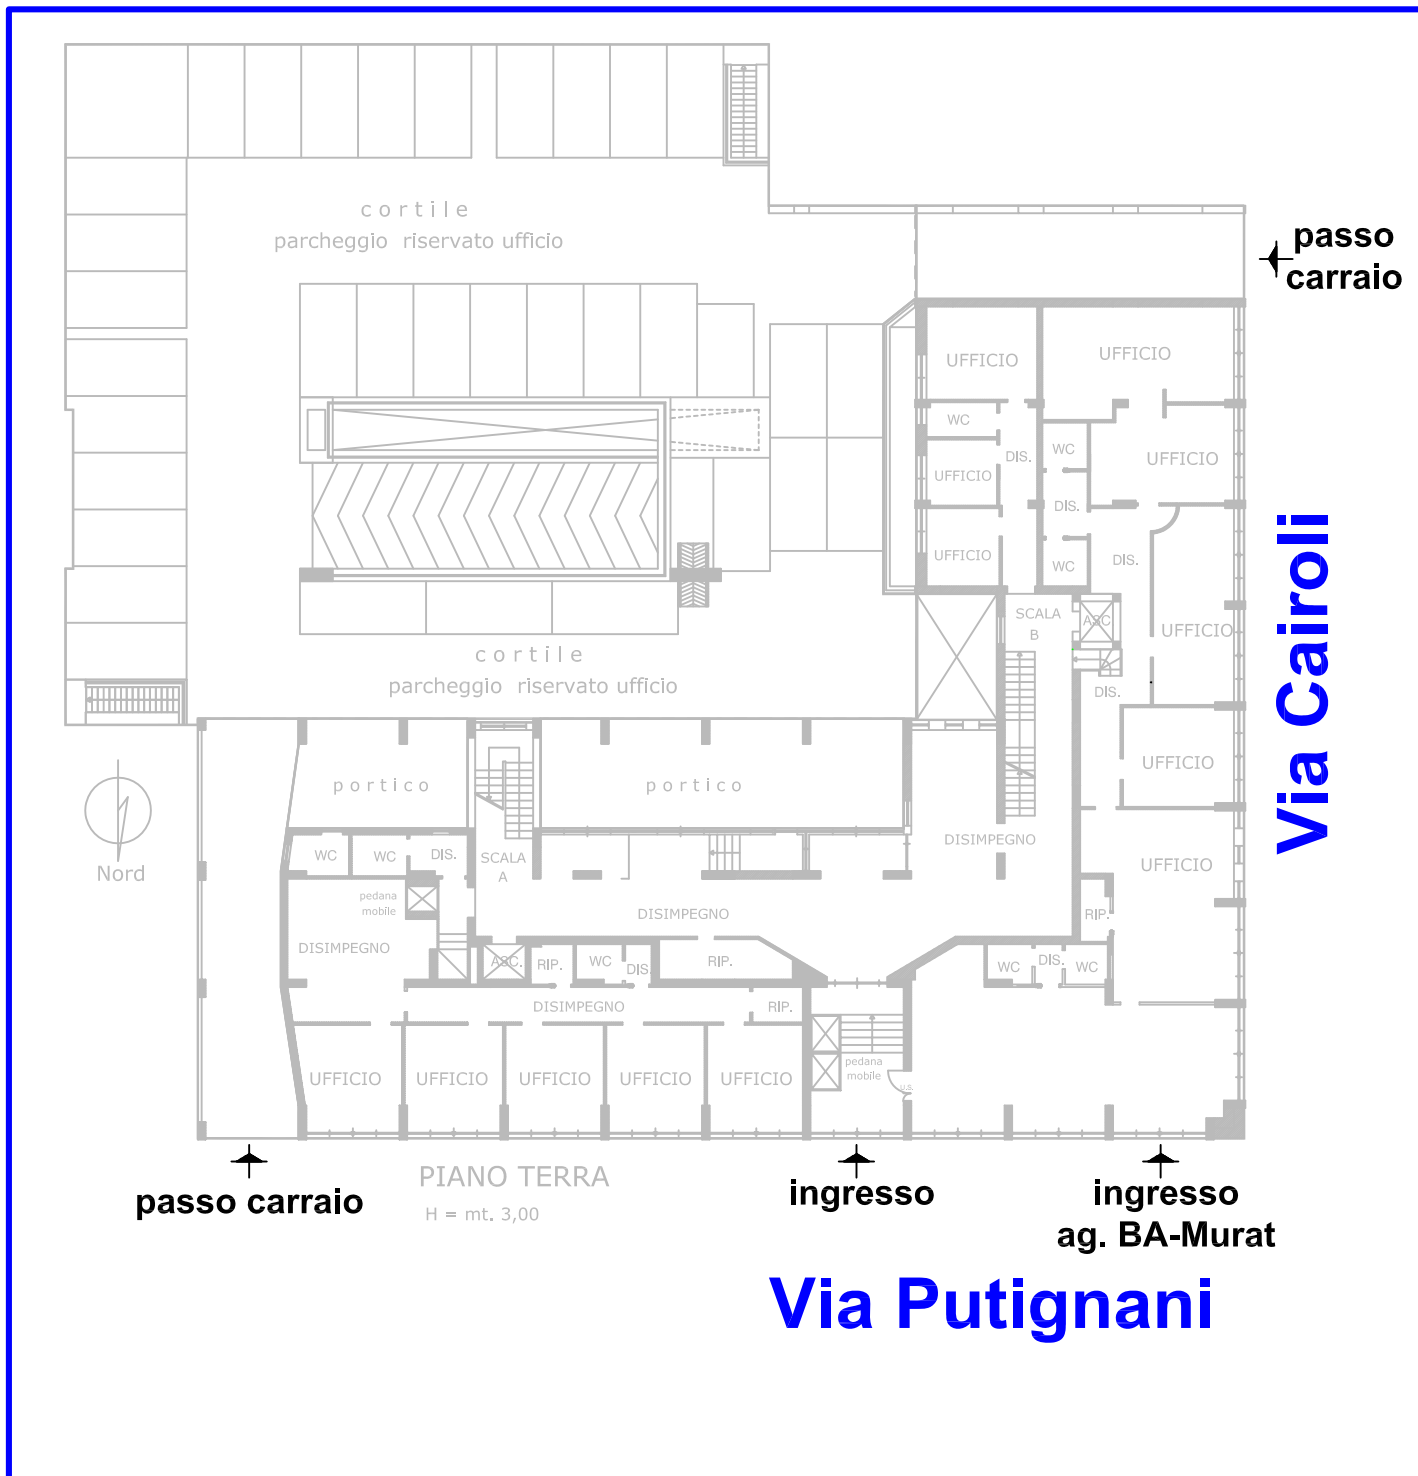 cortile
parcheggio riservato ufficio
passo
carraio
UFFICIO
UFFICIO
WC
WC
DIS.
UFFICIO
UFFICIO
DIS.
UFFICIO
WC
DIS.
SCALA
B
ASC
UFFICIO
cortile
parcheggio riservato ufficio
DIS.
Via Cairoli
portico
portico
UFFICIO
Nord
WC
WC
DIS.
SCALA
A
DISIMPEGNO
UFFICIO
pedana
mobile
DISIMPEGNO
RIP.
DISIMPEGNO
ASC.
RIP.
WC
DIS.
RIP.
WC
DIS.
WC
DISIMPEGNO
RIP.
pedana
mobile
UFFICIO
UFFICIO
UFFICIO
UFFICIO
UFFICIO
U.S.
PIANO TERRA
H = mt. 3,00
passo carraio
ingresso
ingresso
ag. BA-Murat
Via Putignani